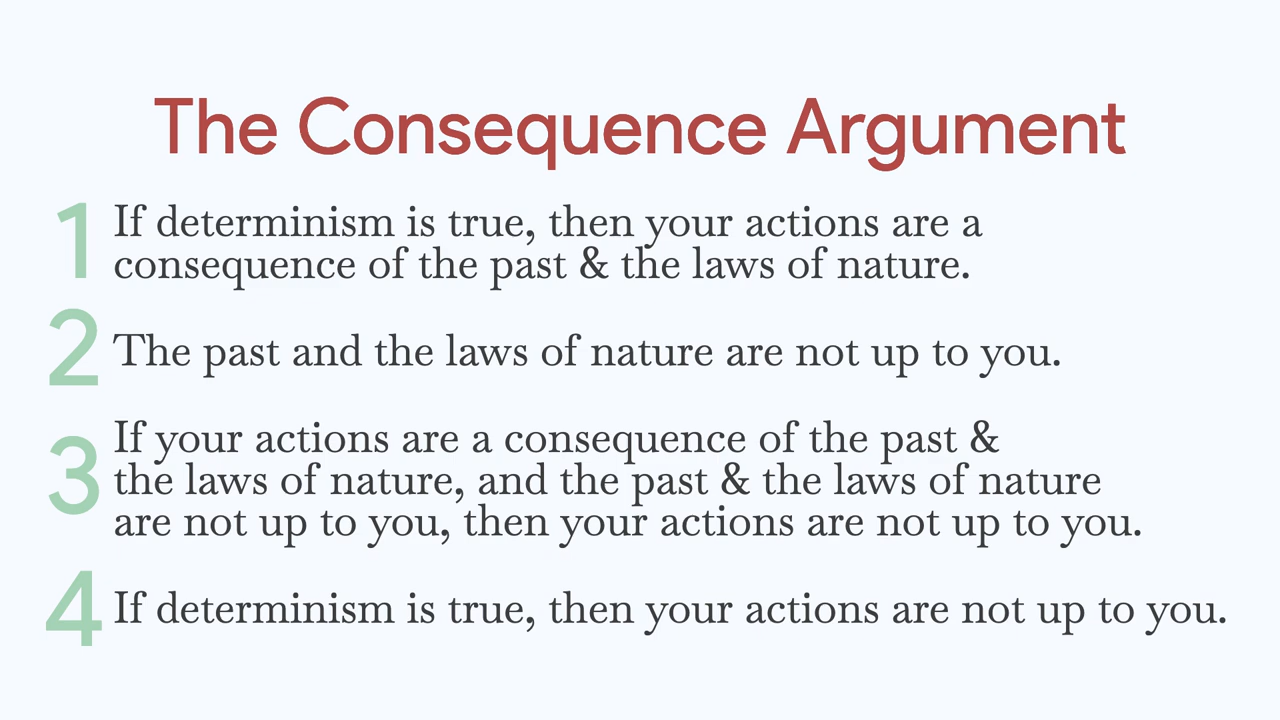 The Consequence Argument
1 If determinism is true, then your actions are a
consequence of the past & the laws of nature.
2 The past and the laws of nature are not up to you.
3 If your actions are a consequence of the past &
the laws of nature, and the past & the laws of nature
are not up to you, then your actions are not up to you.
4 If determinism is true, then your actions are not up to you.